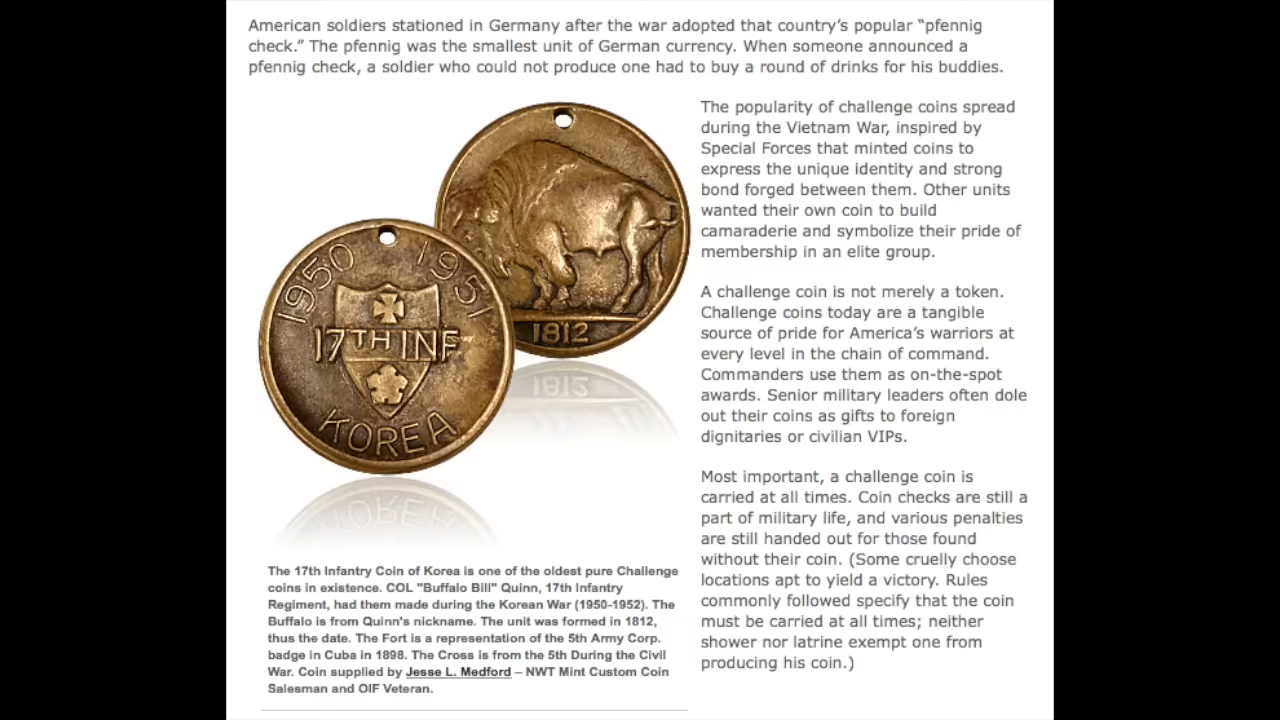 American soldiers stationed in Germany after the war adopted that country’s popular “pfennig
check.” The pfennig was the smallest unit of German currency. When someone announced a
pfennig check, a soldier who could not produce one had to buy a round of drinks for his buddies.
1950 1951
17TH INF
KOREA
1812
The 17th Infantry Coin of Korea is one of the oldest pure Challenge
coins in existence. COL "Buffalo Bill" Quinn, 17th Infantry
Regiment, had them made during the Korean War (1950-1952). The
Buffalo is from Quinn's nickname. The unit was formed in 1812,
thus the date. The Fort is a representation of the 5th Army Corp.
badge in Cuba in 1898. The Cross is from the 5th During the Civil
War. Coin supplied by Jesse L. Medford – NWT Mint Custom Coin
Salesman and OIF Veteran.
The popularity of challenge coins spread
during the Vietnam War, inspired by
Special Forces that minted coins to
express the unique identity and strong
bond forged between them. Other units
wanted their own coin to build
camaraderie and symbolize their pride of
membership in an elite group.
A challenge coin is not merely a token.
Challenge coins today are a tangible
source of pride for America’s warriors at
every level in the chain of command.
Commanders use them as on-the-spot
awards. Senior military leaders often dole
out their coins as gifts to foreign
dignitaries or civilian VIPs.
Most important, a challenge coin is
carried at all times. Coin checks are still a
part of military life, and various penalties
are still handed out for those found
without their coin. (Some cruelly choose
locations apt to yield a victory. Rules
commonly followed specify that the coin
must be carried at all times; neither
shower nor latrine exempt one from
producing his coin.)